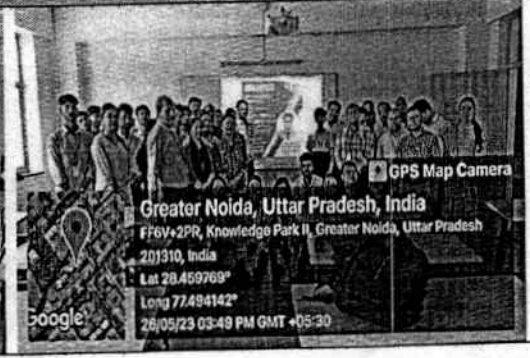 GPS Map Camera
Greater Noida, Uttar Pradesh, India
FF6V+2PR, Knowledge Park II, Greater Noida, Uttar Pradesh
201310, India
Lat 28.459769°
Long 77.494142°
26/05/23 03:49 PM GMT +05:30
Google